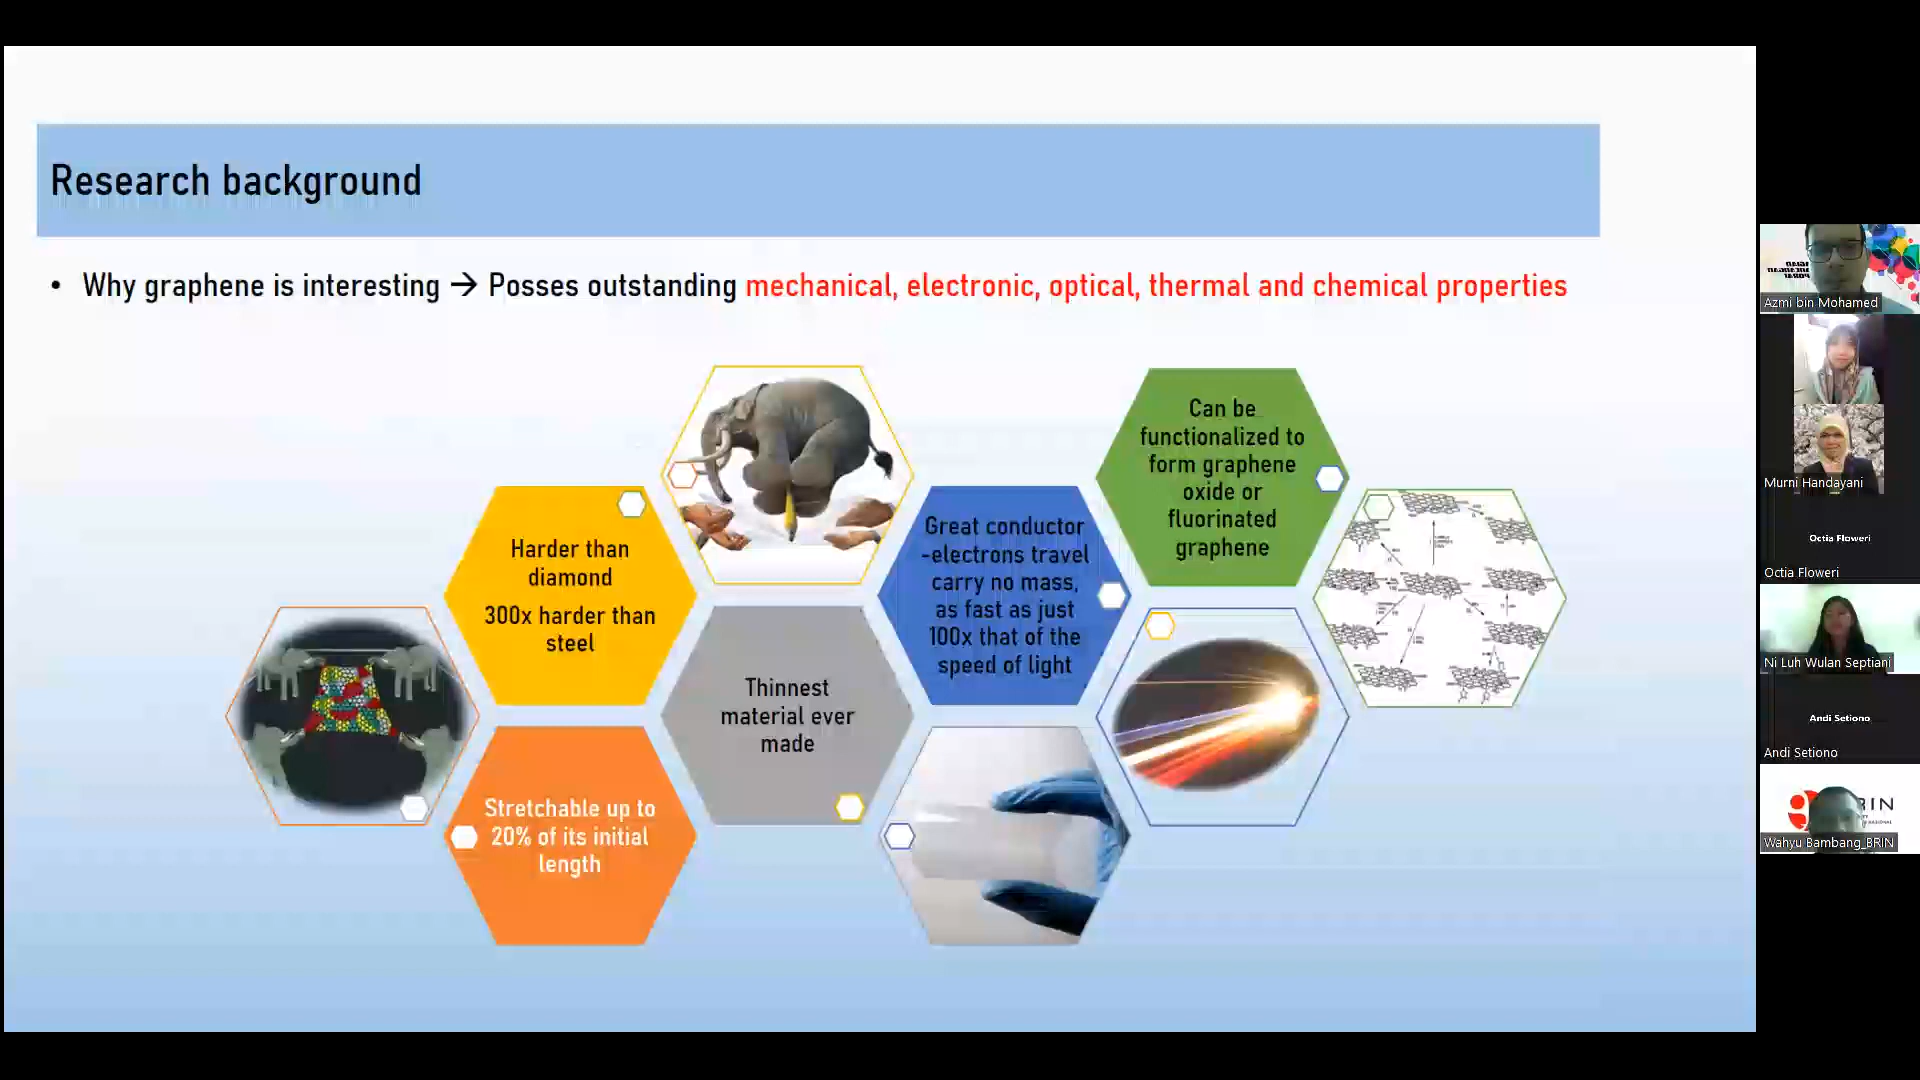 Research background
• Why graphene is interesting → Posses outstanding mechanical, electronic, optical, thermal and chemical properties
Harder than
diamond
300x harder than
steel
Stretchable up to
20% of its initial
length
Thinnest
material ever
made
Great conductor
-electrons travel
carry no mass,
as fast as just
100x that of the
speed of light
Can be
functionalized to
form graphene
oxide or
fluorinated
graphene
Azmi bin Mohamed
Murni Handayani
Octia Floweri
Octia Floweri
Ni Luh Wulan Septiani
Andi Setiono
Andi Setiono
Wahyu Bambang_BRIN